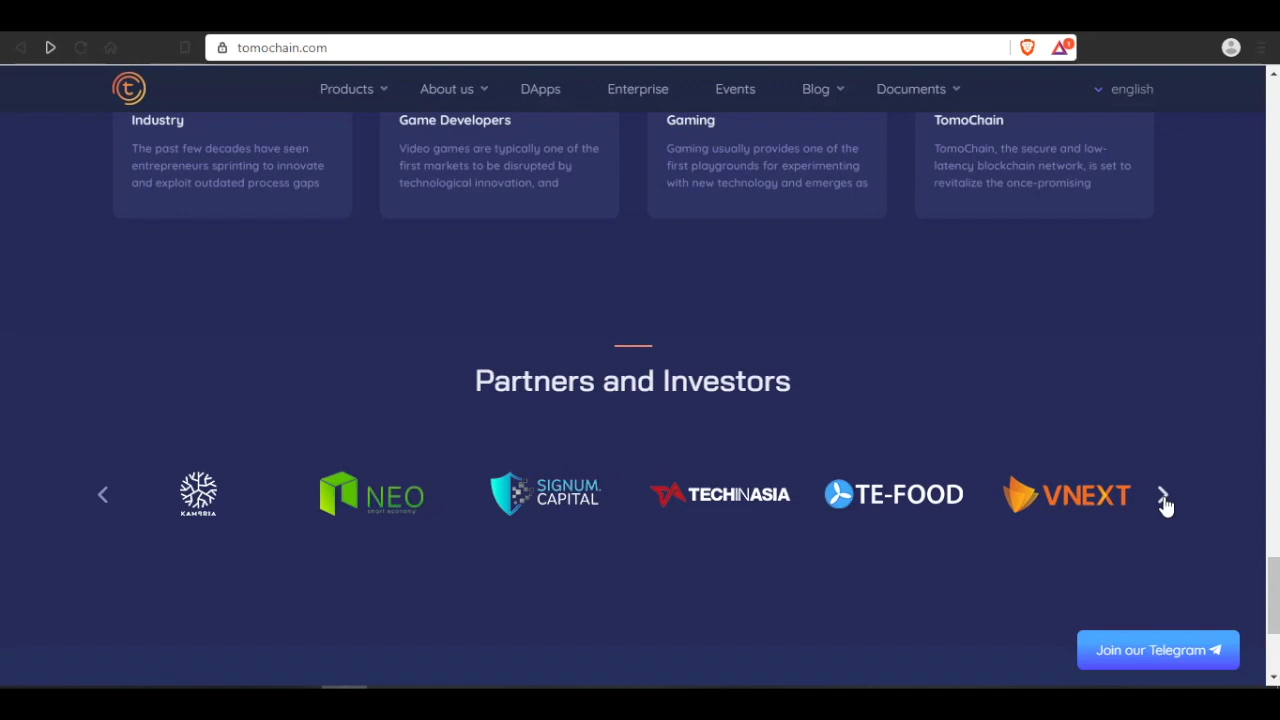 tomochain.com
1
t
Products
About us
DApps
Enterprise
Events
Blog
Documents
english
Industry
The past few decades have seen
entrepreneurs sprinting to innovate
and exploit outdated process gaps
Game Developers
Video games are typically one of the
first markets to be disrupted by
technological innovation, and
Gaming
Gaming usually provides one of the
first playgrounds for experimenting
with new technology and emerges as
TomoChain
TomoChain, the secure and low-
latency blockchain network, is set to
revitalize the once-promising
Partners and Investors
KAMBRIA
NEO
smart economy
SIGNUM.
CAPITAL
TECHINASIA
TE-FOOD
VNEXT
Join our Telegram